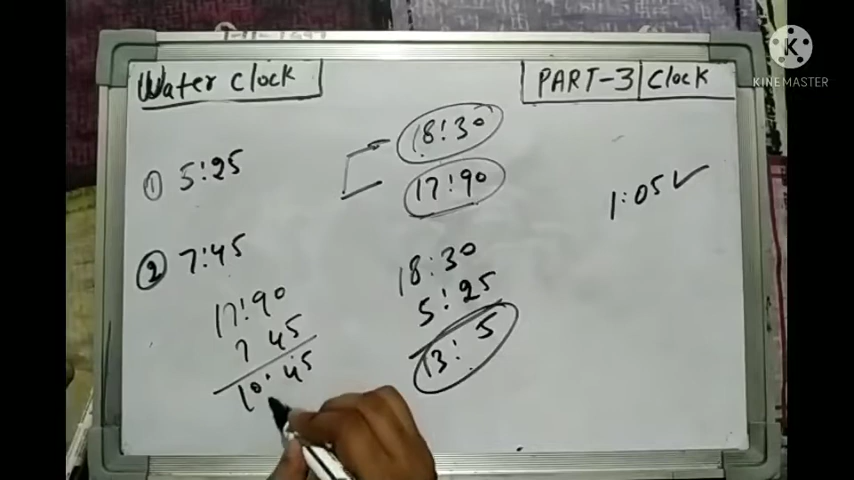 Water clock
PART-3 Clock
K
KINEMASTER
① 5:25
18:30
17:90
1:05✓
② 7:45
17:90
7 45
10:45
18:30
5:25
13:5